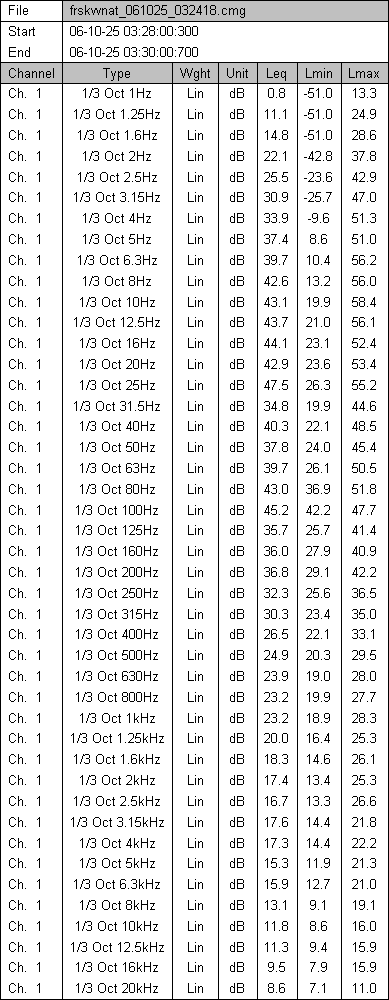 File frskwnat_061025_032418.cmg
Start 06-10-25 03:28:00:300
End 06-10-25 03:30:00:700
Channel Type Wght Unit Leq Lmin Lmax
Ch. 1 1/3 Oct 1Hz Lin dB 0.8 -51.0 13.3
Ch. 1 1/3 Oct 1.25Hz Lin dB 11.1 -51.0 24.9
Ch. 1 1/3 Oct 1.6Hz Lin dB 14.8 -51.0 28.6
Ch. 1 1/3 Oct 2Hz Lin dB 22.1 -42.8 37.8
Ch. 1 1/3 Oct 2.5Hz Lin dB 25.5 -23.6 42.9
Ch. 1 1/3 Oct 3.15Hz Lin dB 30.9 -25.7 47.0
Ch. 1 1/3 Oct 4Hz Lin dB 33.9 -9.6 51.3
Ch. 1 1/3 Oct 5Hz Lin dB 37.4 8.6 51.0
Ch. 1 1/3 Oct 6.3Hz Lin dB 39.7 10.4 56.2
Ch. 1 1/3 Oct 8Hz Lin dB 42.6 13.2 56.0
Ch. 1 1/3 Oct 10Hz Lin dB 43.1 19.9 58.4
Ch. 1 1/3 Oct 12.5Hz Lin dB 43.7 21.0 56.1
Ch. 1 1/3 Oct 16Hz Lin dB 44.1 23.1 52.4
Ch. 1 1/3 Oct 20Hz Lin dB 42.9 23.6 53.4
Ch. 1 1/3 Oct 25Hz Lin dB 47.5 26.3 55.2
Ch. 1 1/3 Oct 31.5Hz Lin dB 34.8 19.9 44.6
Ch. 1 1/3 Oct 40Hz Lin dB 40.3 22.1 48.5
Ch. 1 1/3 Oct 50Hz Lin dB 37.8 24.0 45.4
Ch. 1 1/3 Oct 63Hz Lin dB 39.7 26.1 50.5
Ch. 1 1/3 Oct 80Hz Lin dB 43.0 36.9 51.8
Ch. 1 1/3 Oct 100Hz Lin dB 45.2 42.2 47.7
Ch. 1 1/3 Oct 125Hz Lin dB 35.7 25.7 41.4
Ch. 1 1/3 Oct 160Hz Lin dB 36.0 27.9 40.9
Ch. 1 1/3 Oct 200Hz Lin dB 36.8 29.1 42.2
Ch. 1 1/3 Oct 250Hz Lin dB 32.3 25.6 36.5
Ch. 1 1/3 Oct 315Hz Lin dB 30.3 23.4 35.0
Ch. 1 1/3 Oct 400Hz Lin dB 26.5 22.1 33.1
Ch. 1 1/3 Oct 500Hz Lin dB 24.9 20.3 29.5
Ch. 1 1/3 Oct 630Hz Lin dB 23.9 19.0 28.0
Ch. 1 1/3 Oct 800Hz Lin dB 23.2 19.9 27.7
Ch. 1 1/3 Oct 1kHz Lin dB 23.2 18.9 28.3
Ch. 1 1/3 Oct 1.25kHz Lin dB 20.0 16.4 25.3
Ch. 1 1/3 Oct 1.6kHz Lin dB 18.3 14.6 26.1
Ch. 1 1/3 Oct 2kHz Lin dB 17.4 13.4 25.3
Ch. 1 1/3 Oct 2.5kHz Lin dB 16.7 13.3 26.6
Ch. 1 1/3 Oct 3.15kHz Lin dB 17.6 14.4 21.8
Ch. 1 1/3 Oct 4kHz Lin dB 17.3 14.4 22.2
Ch. 1 1/3 Oct 5kHz Lin dB 15.3 11.9 21.3
Ch. 1 1/3 Oct 6.3kHz Lin dB 15.9 12.7 21.0
Ch. 1 1/3 Oct 8kHz Lin dB 13.1 9.1 19.1
Ch. 1 1/3 Oct 10kHz Lin dB 11.8 8.6 16.0
Ch. 1 1/3 Oct 12.5kHz Lin dB 11.3 9.4 15.9
Ch. 1 1/3 Oct 16kHz Lin dB 9.5 7.9 15.9
Ch. 1 1/3 Oct 20kHz Lin dB 8.6 7.1 11.0